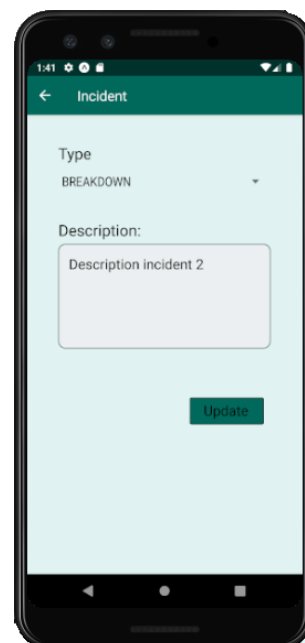 1:41
Incident
Type
BREAKDOWN
Description:
Description incident 2
Update